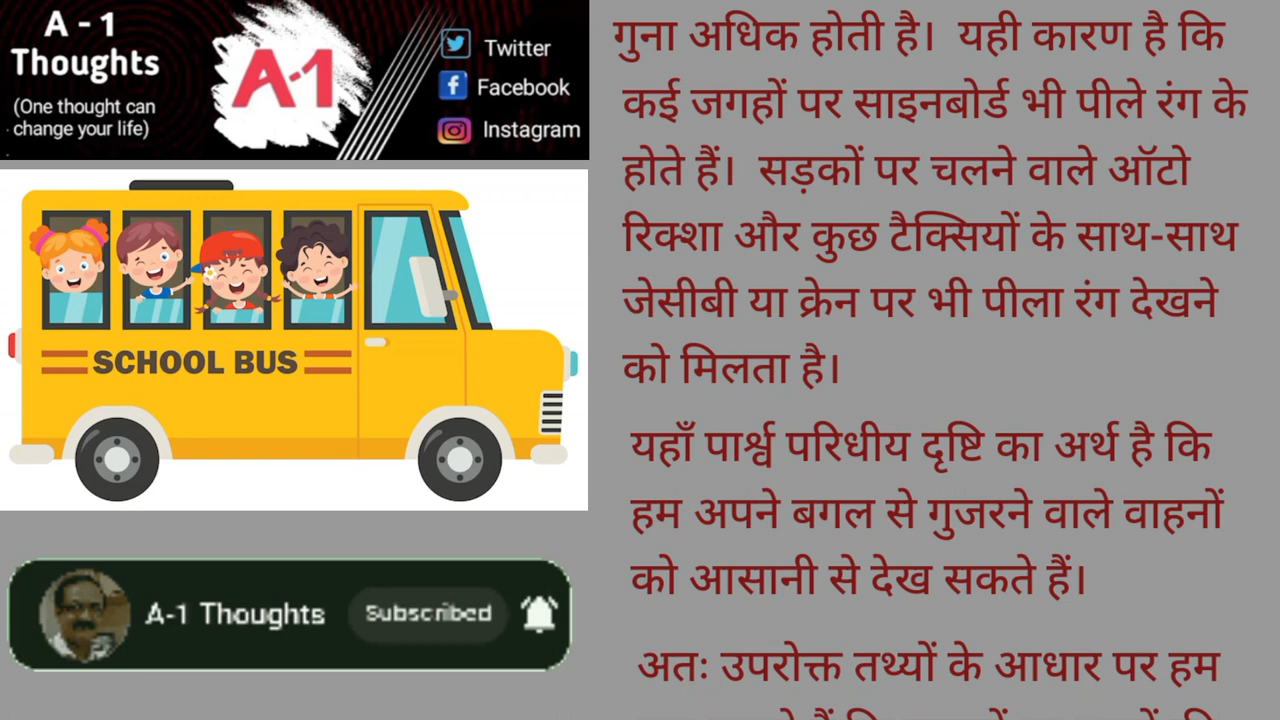 A - 1
Thoughts
(One thought can
change your life)
A-1
Twitter
Facebook
Instagram
SCHOOL BUS
A-1 Thoughts
Subscribed
गुना अधिक होती है। यही कारण है कि
कई जगहों पर साइनबोर्ड भी पीले रंग के
होते हैं। सड़कों पर चलने वाले ऑटो
रिक्शा और कुछ टैक्सियों के साथ-साथ
जेसीबी या क्रेन पर भी पीला रंग देखने
को मिलता है।
यहाँ पार्श्व परिधीय दृष्टि का अर्थ है कि
हम अपने बगल से गुजरने वाले वाहनों
को आसानी से देख सकते हैं।
अतः उपरोक्त तथ्यों के आधार पर हम